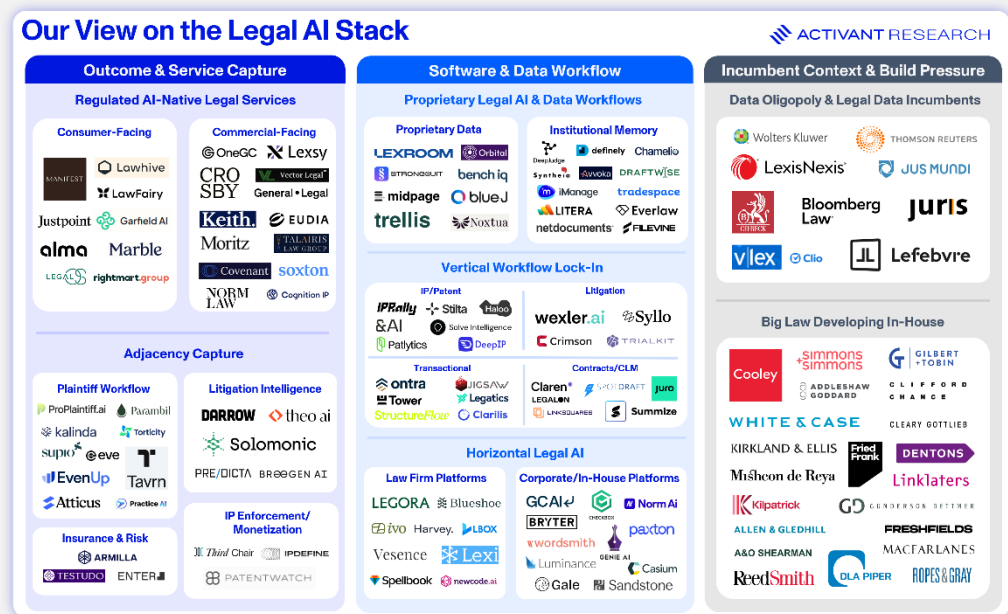 Our View on the Legal AI Stack
ACTIVANT RESEARCH
Outcome & Service Capture
Regulated AI-Native Legal Services
Consumer-Facing
MANIFEST
Lawhive
LawFairy
Justpoint
Garfield AI
alma
Marble
LEGALOS
rightmart.group
Commercial-Facing
OneGC
Lexsy
CROSBY
Vector Legal
General • Legal
Keith.
EUDIA
Moritz
TALAIRIS
LAW GROUP
Covenant
soxton
NORM
LAW
Cognition IP
Adjacency Capture
Plaintiff Workflow
ProPlaintiff.ai
Parambil
kalinda
Torticity
supio
eve
EvenUp
Tavrn
Atticus
Practice AI
Litigation Intelligence
DARROW
theo ai
Solomonic
PRE/DICTA
BREEGEN AI
Insurance & Risk
ARMILLA
TESTUDO
ENTER
IP Enforcement/
Monetization
Third Chair
IPDEFINE
PATENTWATCH
Software & Data Workflow
Proprietary Legal AI & Data Workflows
Proprietary Data
LEXROOM
Orbital
STRONGSUIT
bench iq
midpage
blue J
trellis
Noxtua
Institutional Memory
DeepJudge
definely
Chamelio
Syntheia
Avvoka
DRAFTWISE
iManage
tradespace
LITERA
Everlaw
netdocuments
FILEVINE
Vertical Workflow Lock-In
IP/Patent
IPRally
Stilta
Haloo
&AI
Solve Intelligence
Patlytics
DeepIP
Litigation
wexler.ai
Syllo
Crimson
TRIALKIT
Transactional
ontra
JIGSAW
Tower
Legatics
StructureFlow
Clarilis
Contracts/CLM
Claren
SPOTDRAFT
juro
LEGALON
LINKSQUARES
Summize
Horizontal Legal AI
Law Firm Platforms
LEGORA
Blueshoe
ivo
Harvey.
LBOX
Vesence
Lexi
Spellbook
newcode.ai
Corporate/In-House Platforms
GCAI
CHECKBOX
Norm Ai
BRYTER
wordsmith
GENIE AI
paxton
Luminance
Casium
Gale
Sandstone
Incumbent Context & Build Pressure
Data Oligopoly & Legal Data Incumbents
Wolters Kluwer
THOMSON REUTERS
LexisNexis
JUS MUNDI
C.H.BECK
Bloomberg
Law
juris
vlex
Clio
Lefebvre
Big Law Developing In-House
Cooley
+simmons
+simmons
GILBERT
+TOBIN
ADDLESHAW
GODDARD
CLIFFORD
CHANCE
WHITE & CASE
CLEARY GOTTLIEB
KIRKLAND & ELLIS
Fried
Frank
DENTONS
Mishcon de Reya
Linklaters
Kilpatrick
GUNDERSON DETTMER
ALLEN & GLEDHILL
FRESHFIELDS
A&O SHEARMAN
MACFARLANES
ReedSmith
DLA PIPER
ROPES & GRAY